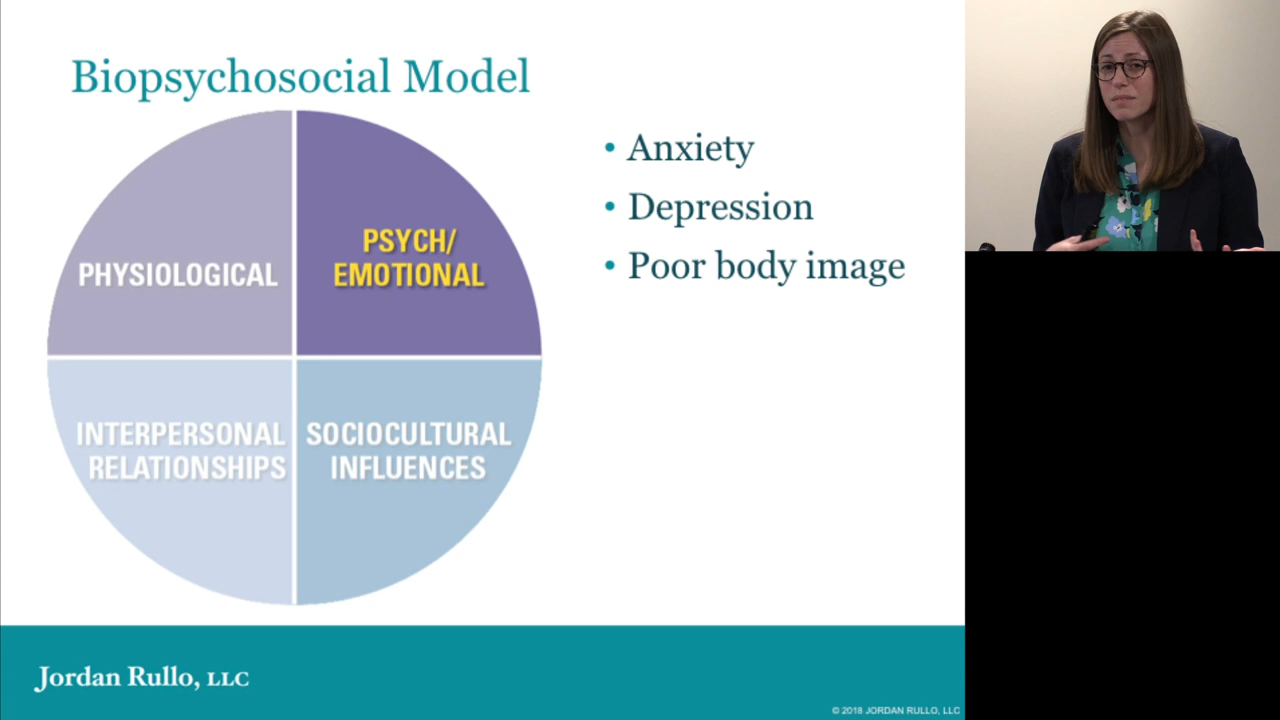 Biopsychosocial Model
PHYSIOLOGICAL
PSYCH/
EMOTIONAL
INTERPERSONAL
RELATIONSHIPS
SOCIOCULTURAL
INFLUENCES
• Anxiety
• Depression
• Poor body image
Jordan Rullo, LLC
© 2018 JORDAN RULLO, LLC